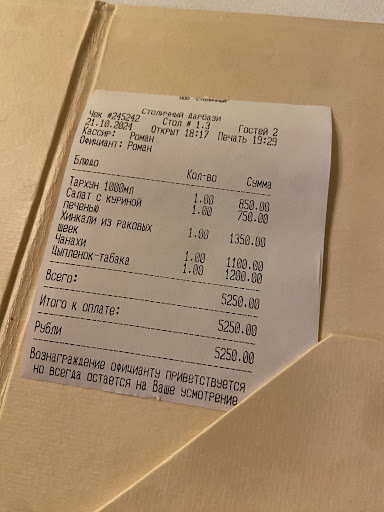 ООО "СТОЛИЧНЫЙ"
Столичный Дарбази
Чек #245242 Стол # 1.3 Гостей 2
21.10.2024 Открыт 18:17 Печать 19:29
Кассир: Роман
Официант: Роман
Блюдо Кол-во Сумма
Тархун 1000мл 1.00 850.00
Салат с куриной 1.00 750.00
печенью
Хинкали из раковых 1.00 1350.00
шеек
Чанахи 1.00 1100.00
Цыпленок-табака 1.00 1200.00
Всего: 5250.00
Итого к оплате: 5250.00
Рубли 5250.00
Вознаграждение официанту приветствуется
но всегда остается на Ваше усмотрение